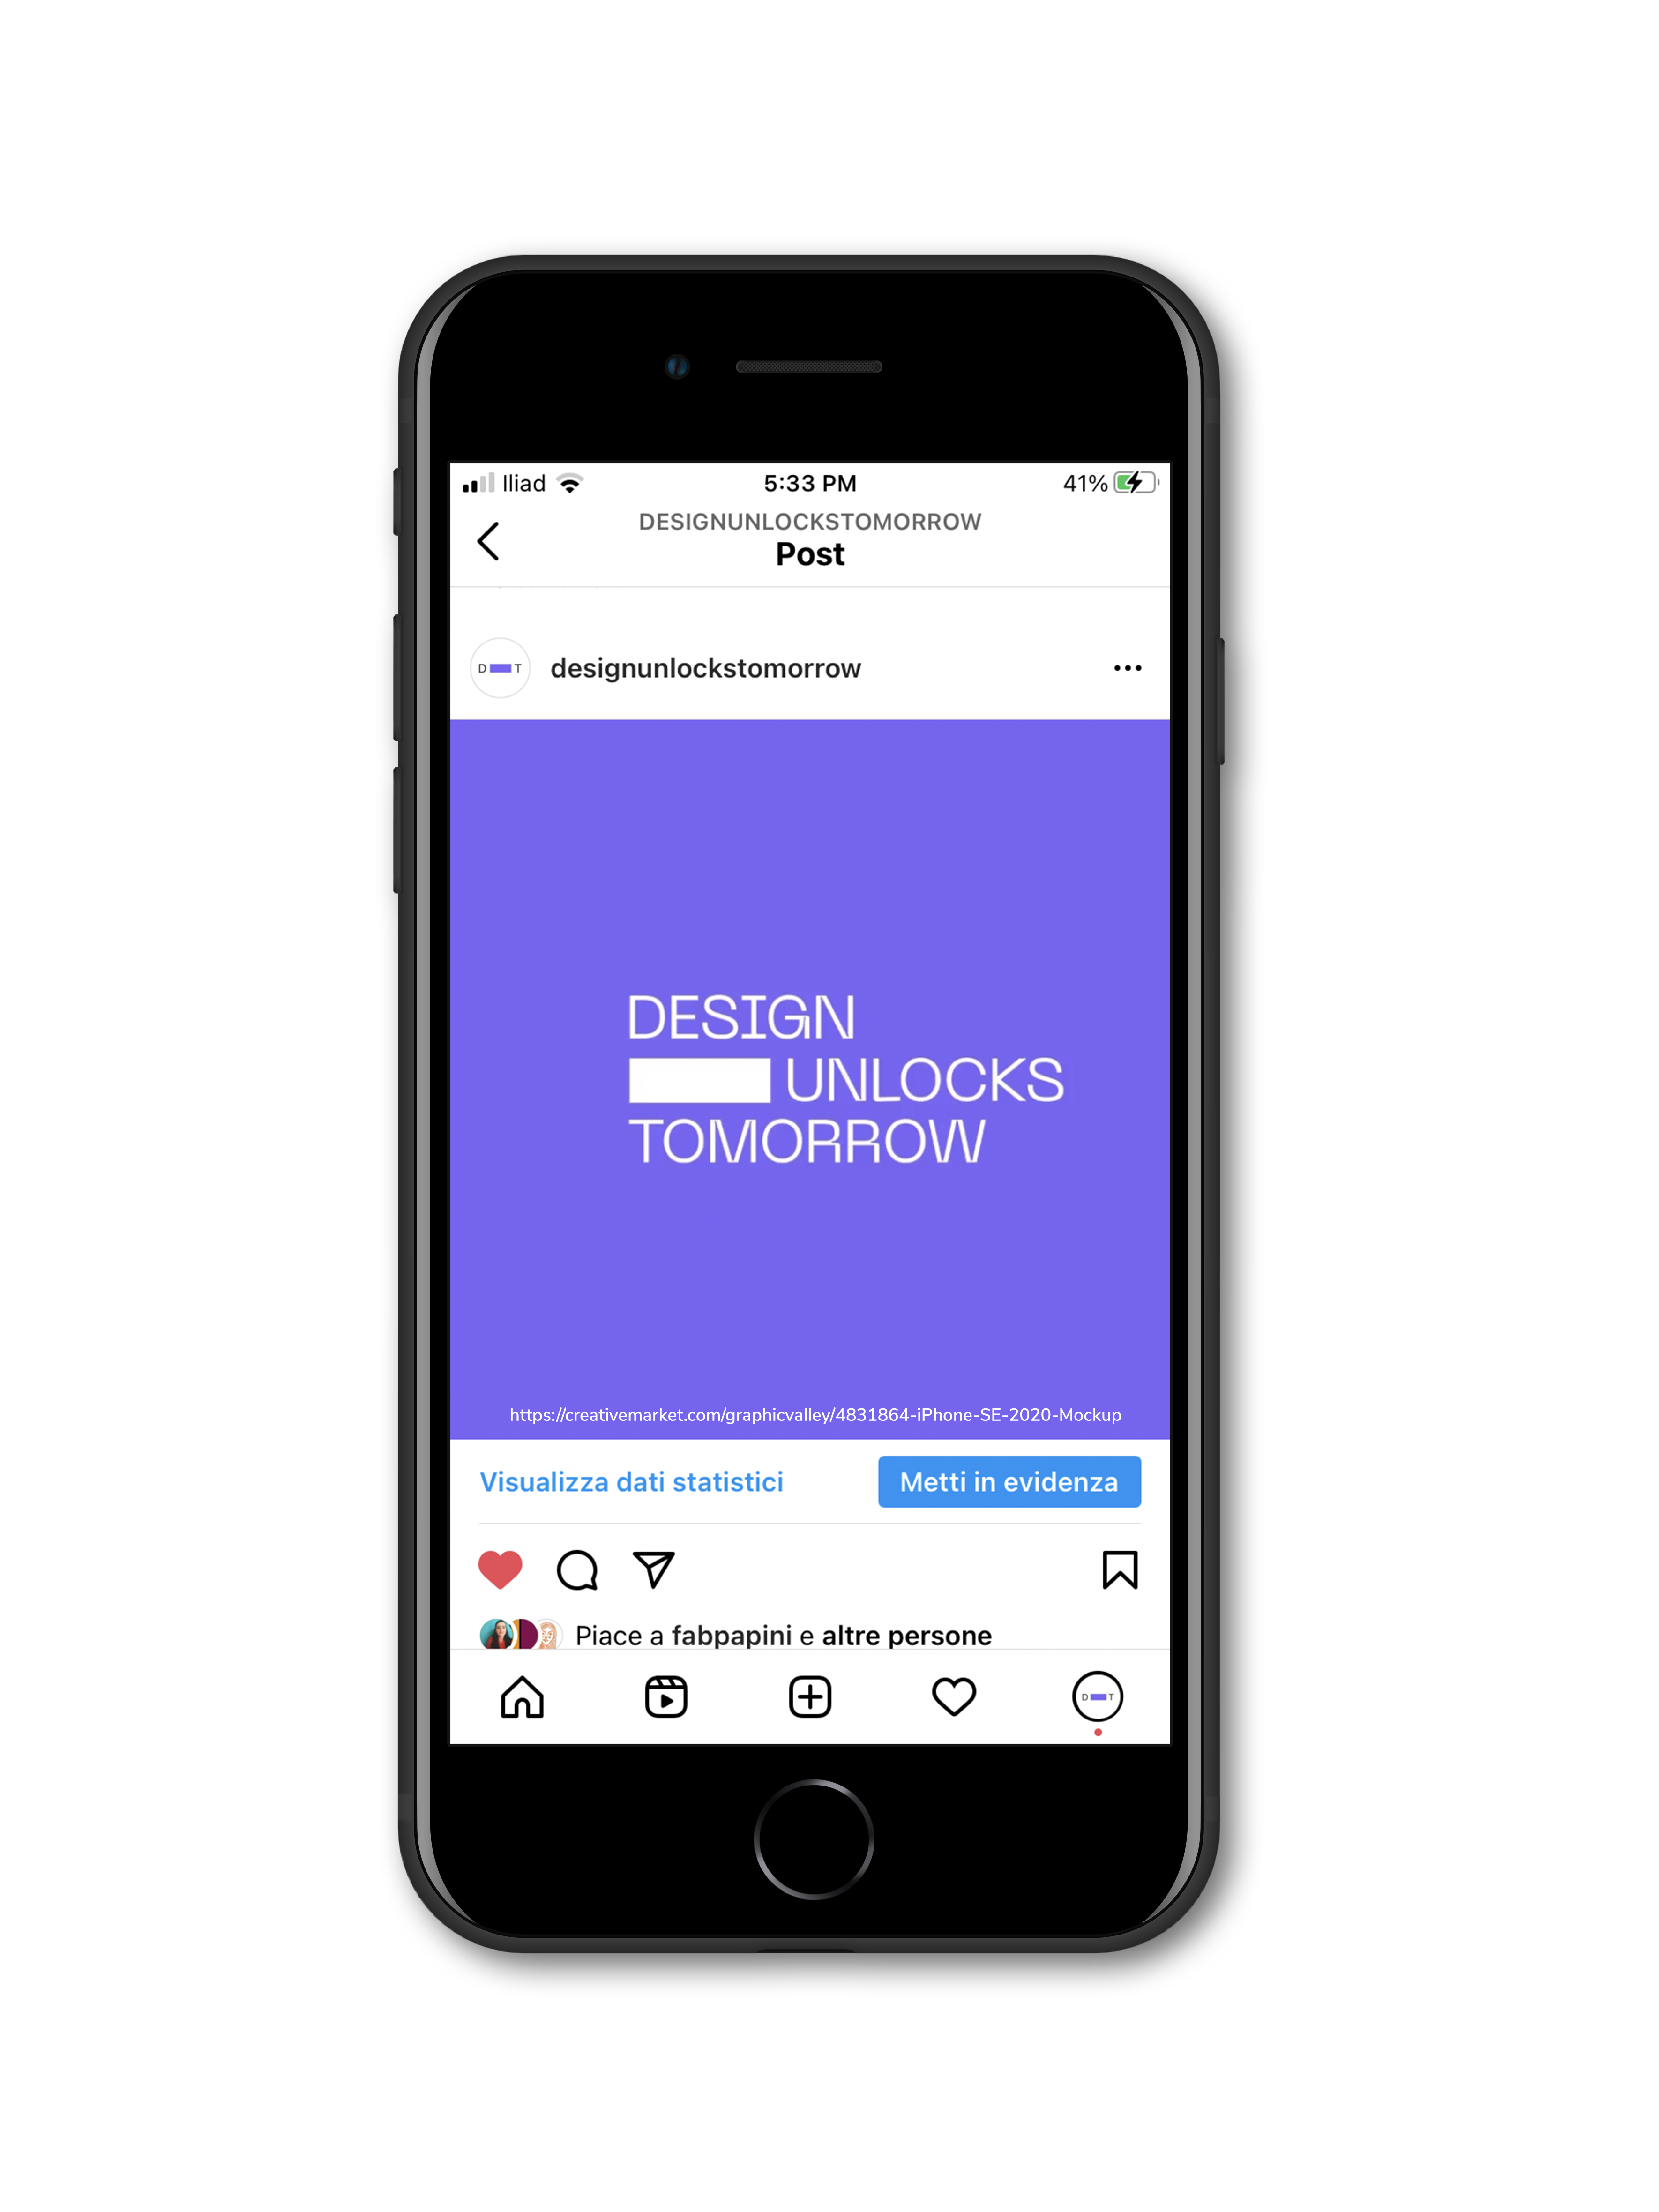 Iliad 5:33 PM 41%
DESIGNUNLOCKSTOMORROW
Post
D T designunlockstomorrow
DESIGN
UNLOCKS
TOMORROW
https://creativemarket.com/graphicvalley/4831864-iPhone-SE-2020-Mockup
Visualizza dati statistici Metti in evidenza
Piace a fabpapini e altre persone
D T